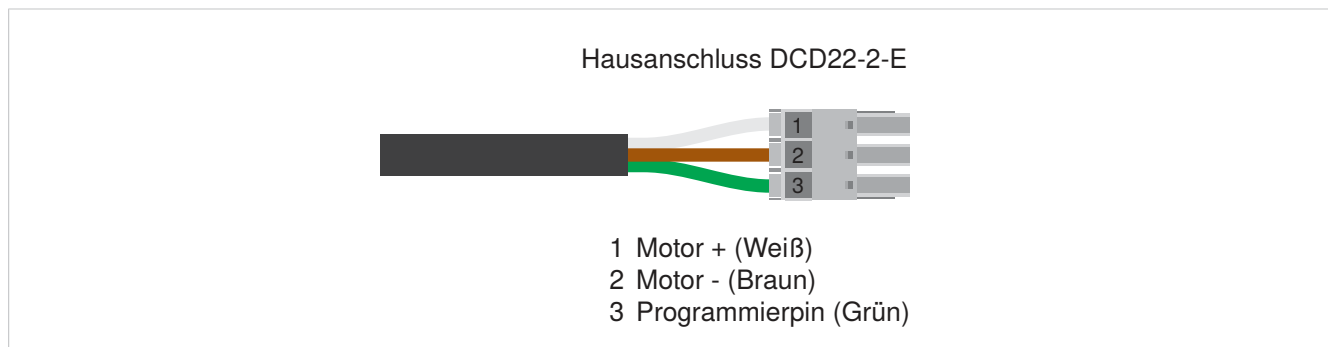 Hausanschluss DCD22-2-E
1
2
3
1 Motor + (Weiß)
2 Motor - (Braun)
3 Programmierpin (Grün)